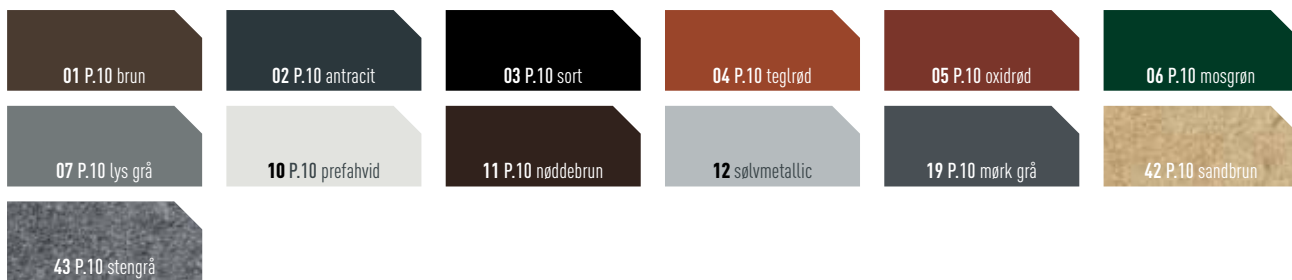 01 P.10 brun
02 P.10 antracit
03 P.10 sort
04 P.10 teglrød
05 P.10 oxidrød
06 P.10 mosgrøn
07 P.10 lys grå
10 P.10 prefahvid
11 P.10 nøddebrun
12 sølvmetallic
19 P.10 mørk grå
42 P.10 sandbrun
43 P.10 stengrå